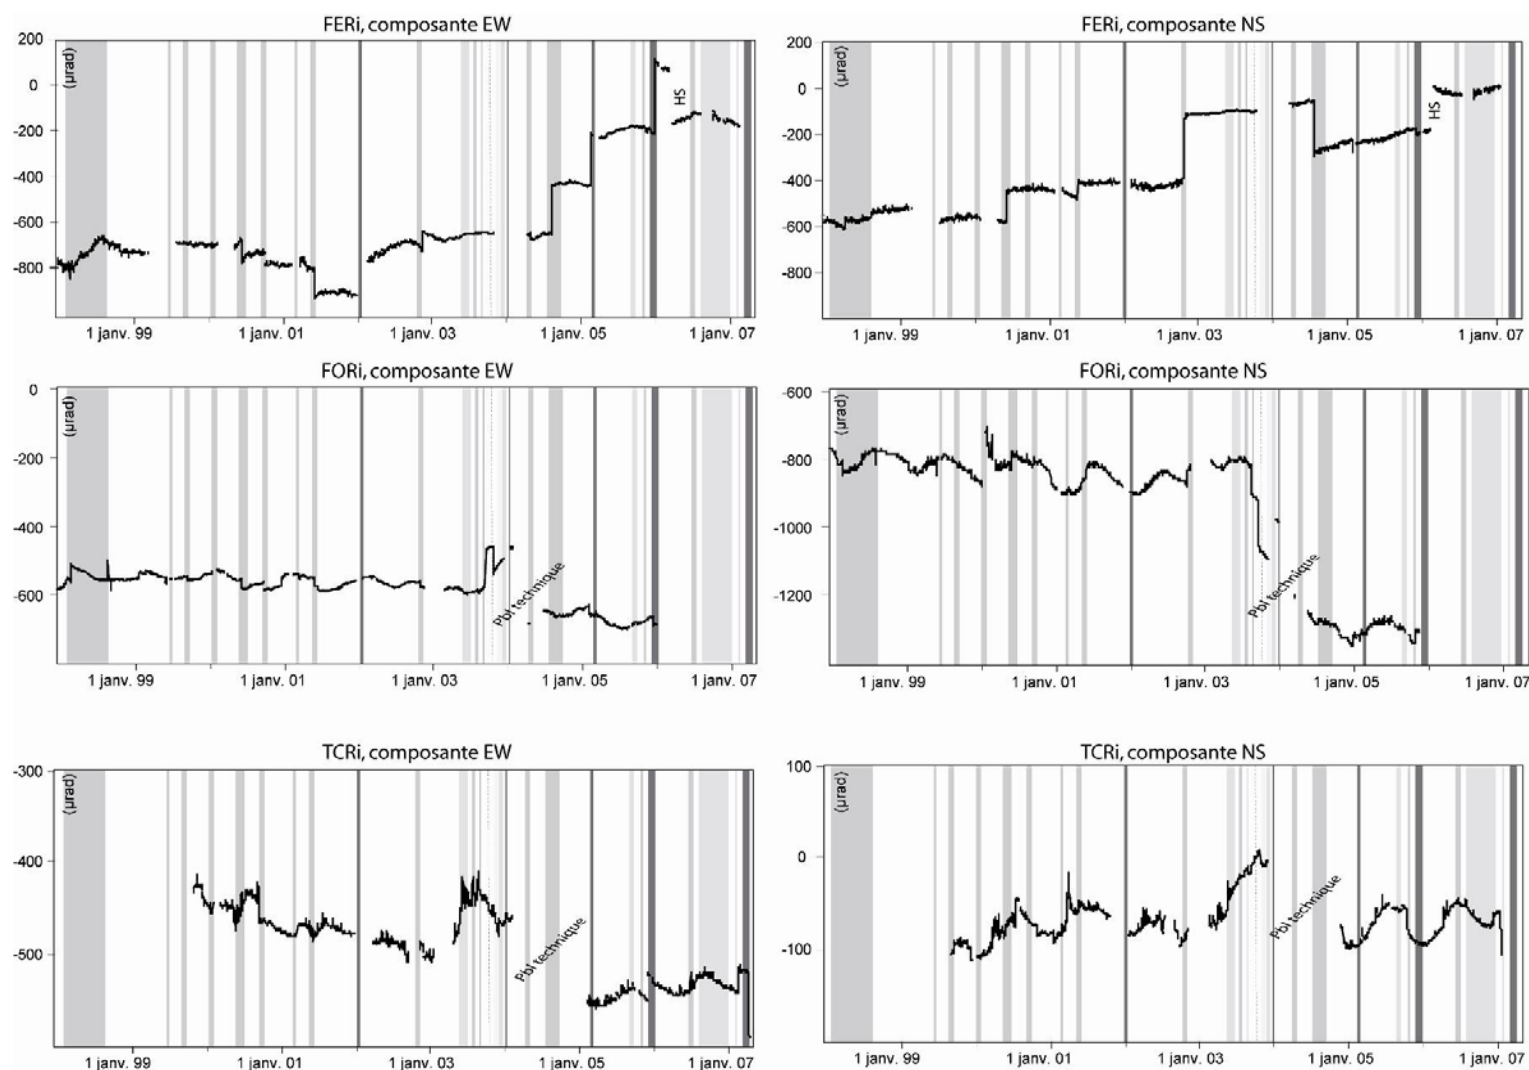 FERi, composante EW
200
0
-200
-400
-600
-800
(µrad)
HS
1 janv. 99
1 janv. 01
1 janv. 03
1 janv. 05
1 janv. 07
FERi, composante NS
200
0
-200
-400
-600
-800
(µrad)
HS
1 janv. 99
1 janv. 01
1 janv. 03
1 janv. 05
1 janv. 07
FORi, composante EW
0
-200
-400
-600
(µrad)
Pbl technique
1 janv. 99
1 janv. 01
1 janv. 03
1 janv. 05
1 janv. 07
FORi, composante NS
-600
-800
-1000
-1200
(µrad)
Pbl technique
1 janv. 99
1 janv. 01
1 janv. 03
1 janv. 05
1 janv. 07
TCRi, composante EW
-300
-400
-500
(µrad)
Pbl technique
1 janv. 99
1 janv. 01
1 janv. 03
1 janv. 05
1 janv. 07
TCRi, composante NS
100
0
-100
(µrad)
Pbl technique
1 janv. 99
1 janv. 01
1 janv. 03
1 janv. 05
1 janv. 07